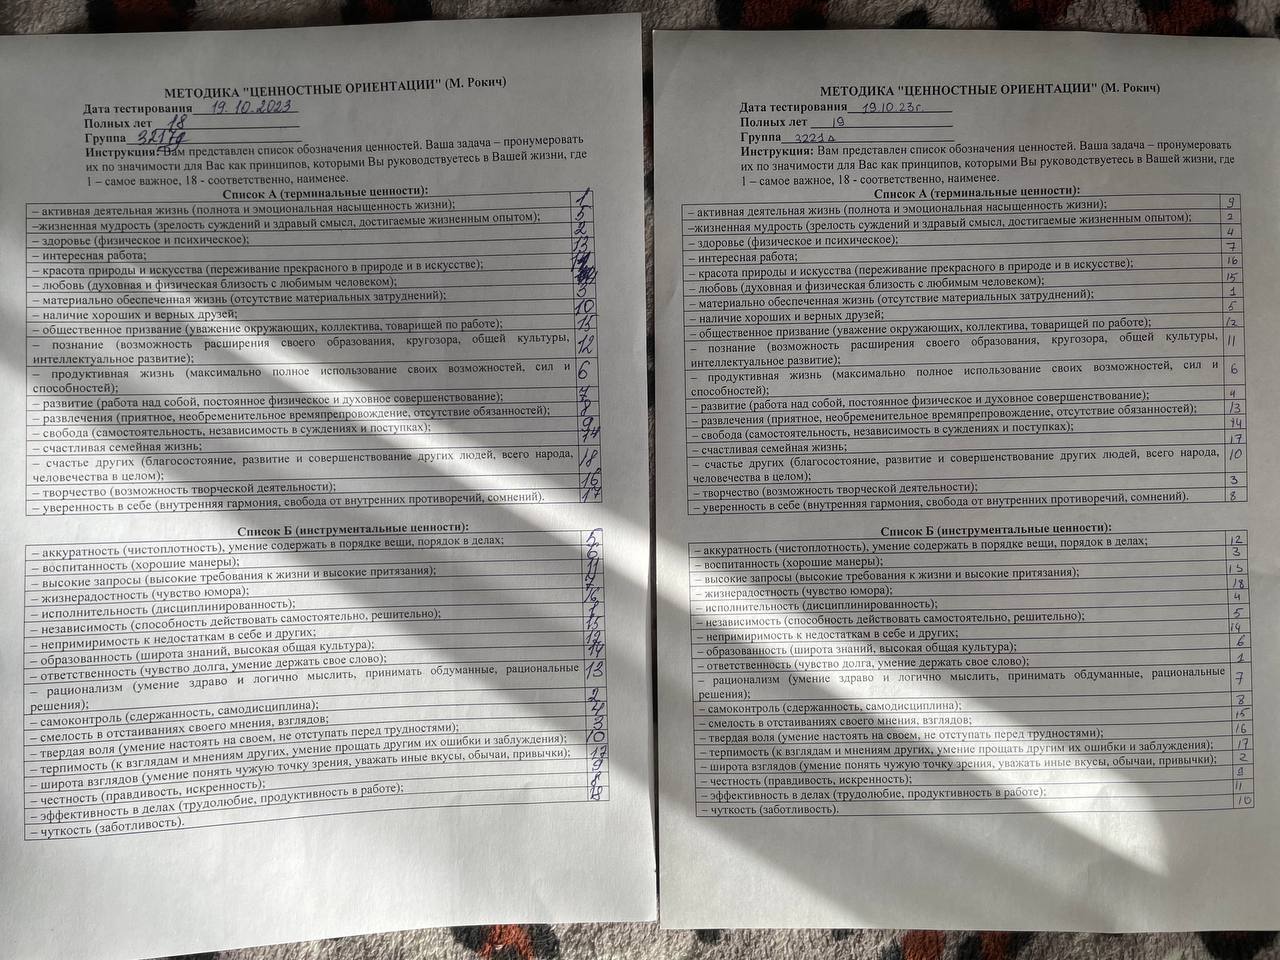 МЕТОДИКА "ЦЕННОСТНЫЕ ОРИЕНТАЦИИ" (М. Рокич)
Дата тестирования 19.10.2023
Полных лет 18
Группа 3217д
Инструкция: Вам представлен список обозначения ценностей. Ваша задача – пронумеровать
их по значимости для Вас как принципов, которыми Вы руководствуетесь в Вашей жизни, где
1 – самое важное, 18 - соответственно, наименее.
Список А (терминальные ценности):
– активная деятельная жизнь (полнота и эмоциональная насыщенность жизни); 1
–жизненная мудрость (зрелость суждений и здравый смысл, достигаемые жизненным опытом); 5
– здоровье (физическое и психическое); 2
– интересная работа; 13
– красота природы и искусства (переживание прекрасного в природе и в искусстве);
– любовь (духовная и физическая близость с любимым человеком);
– материально обеспеченная жизнь (отсутствие материальных затруднений); 3
– наличие хороших и верных друзей; 10
– общественное призвание (уважение окружающих, коллектива, товарищей по работе); 15
– познание (возможность расширения своего образования, кругозора, общей культуры, 12
интеллектуальное развитие);
– продуктивная жизнь (максимально полное использование своих возможностей, сил и 6
способностей);
– развитие (работа над собой, постоянное физическое и духовное совершенствование); 7
– развлечения (приятное, необременительное времяпрепровождение, отсутствие обязанностей); 8
– свобода (самостоятельность, независимость в суждениях и поступках); 9
– счастливая семейная жизнь; 14
– счастье других (благосостояние, развитие и совершенствование других людей, всего народа, 18
человечества в целом);
– творчество (возможность творческой деятельности); 16
– уверенность в себе (внутренняя гармония, свобода от внутренних противоречий, сомнений). 17
Список Б (инструментальные ценности):
– аккуратность (чистоплотность), умение содержать в порядке вещи, порядок в делах; 5
– воспитанность (хорошие манеры); 6
– высокие запросы (высокие требования к жизни и высокие притязания); 11
– жизнерадостность (чувство юмора); 7
– исполнительность (дисциплинированность); 16
– независимость (способность действовать самостоятельно, решительно); 1
– непримиримость к недостаткам в себе и других; 15
– образованность (широта знаний, высокая общая культура); 12
– ответственность (чувство долга, умение держать свое слово); 14
– рационализм (умение здраво и логично мыслить, принимать обдуманные, рациональные 13
решения);
– самоконтроль (сдержанность, самодисциплина); 2
– смелость в отстаиваниях своего мнения, взглядов; 4
– твердая воля (умение настоять на своем, не отступать перед трудностями); 3
– терпимость (к взглядам и мнениям других, умение прощать другим их ошибки и заблуждения); 10
– широта взглядов (умение понять чужую точку зрения, уважать иные вкусы, обычаи, привычки); 17
– честность (правдивость, искренность); 9
– эффективность в делах (трудолюбие, продуктивность в работе); 8
– чуткость (заботливость). 18
МЕТОДИКА "ЦЕННОСТНЫЕ ОРИЕНТАЦИИ" (М. Рокич)
Дата тестирования 19.10.23г.
Полных лет 19
Группа 3221д
Инструкция: Вам представлен список обозначения ценностей. Ваша задача – пронумеровать
их по значимости для Вас как принципов, которыми Вы руководствуетесь в Вашей жизни, где
1 – самое важное, 18 - соответственно, наименее.
Список А (терминальные ценности):
– активная деятельная жизнь (полнота и эмоциональная насыщенность жизни); 9
–жизненная мудрость (зрелость суждений и здравый смысл, достигаемые жизненным опытом); 2
– здоровье (физическое и психическое); 4
– интересная работа; 7
– красота природы и искусства (переживание прекрасного в природе и в искусстве); 16
– любовь (духовная и физическая близость с любимым человеком); 15
– материально обеспеченная жизнь (отсутствие материальных затруднений); 1
– наличие хороших и верных друзей; 5
– общественное призвание (уважение окружающих, коллектива, товарищей по работе); 12
– познание (возможность расширения своего образования, кругозора, общей культуры, 11
интеллектуальное развитие);
– продуктивная жизнь (максимально полное использование своих возможностей, сил и 6
способностей);
– развитие (работа над собой, постоянное физическое и духовное совершенствование); 4
– развлечения (приятное, необременительное времяпрепровождение, отсутствие обязанностей); 13
– свобода (самостоятельность, независимость в суждениях и поступках); 14
– счастливая семейная жизнь; 17
– счастье других (благосостояние, развитие и совершенствование других людей, всего народа, 10
человечества в целом);
– творчество (возможность творческой деятельности); 3
– уверенность в себе (внутренняя гармония, свобода от внутренних противоречий, сомнений). 8
Список Б (инструментальные ценности):
– аккуратность (чистоплотность), умение содержать в порядке вещи, порядок в делах; 12
– воспитанность (хорошие манеры); 3
– высокие запросы (высокие требования к жизни и высокие притязания); 13
– жизнерадостность (чувство юмора); 18
– исполнительность (дисциплинированность); 4
– независимость (способность действовать самостоятельно, решительно); 5
– непримиримость к недостаткам в себе и других; 14
– образованность (широта знаний, высокая общая культура); 6
– ответственность (чувство долга, умение держать свое слово); 1
– рационализм (умение здраво и логично мыслить, принимать обдуманные, рациональные 7
решения);
– самоконтроль (сдержанность, самодисциплина); 8
– смелость в отстаиваниях своего мнения, взглядов; 15
– твердая воля (умение настоять на своем, не отступать перед трудностями); 16
– терпимость (к взглядам и мнениям других, умение прощать другим их ошибки и заблуждения); 17
– широта взглядов (умение понять чужую точку зрения, уважать иные вкусы, обычаи, привычки); 2
– честность (правдивость, искренность); 9
– эффективность в делах (трудолюбие, продуктивность в работе); 11
– чуткость (заботливость). 10